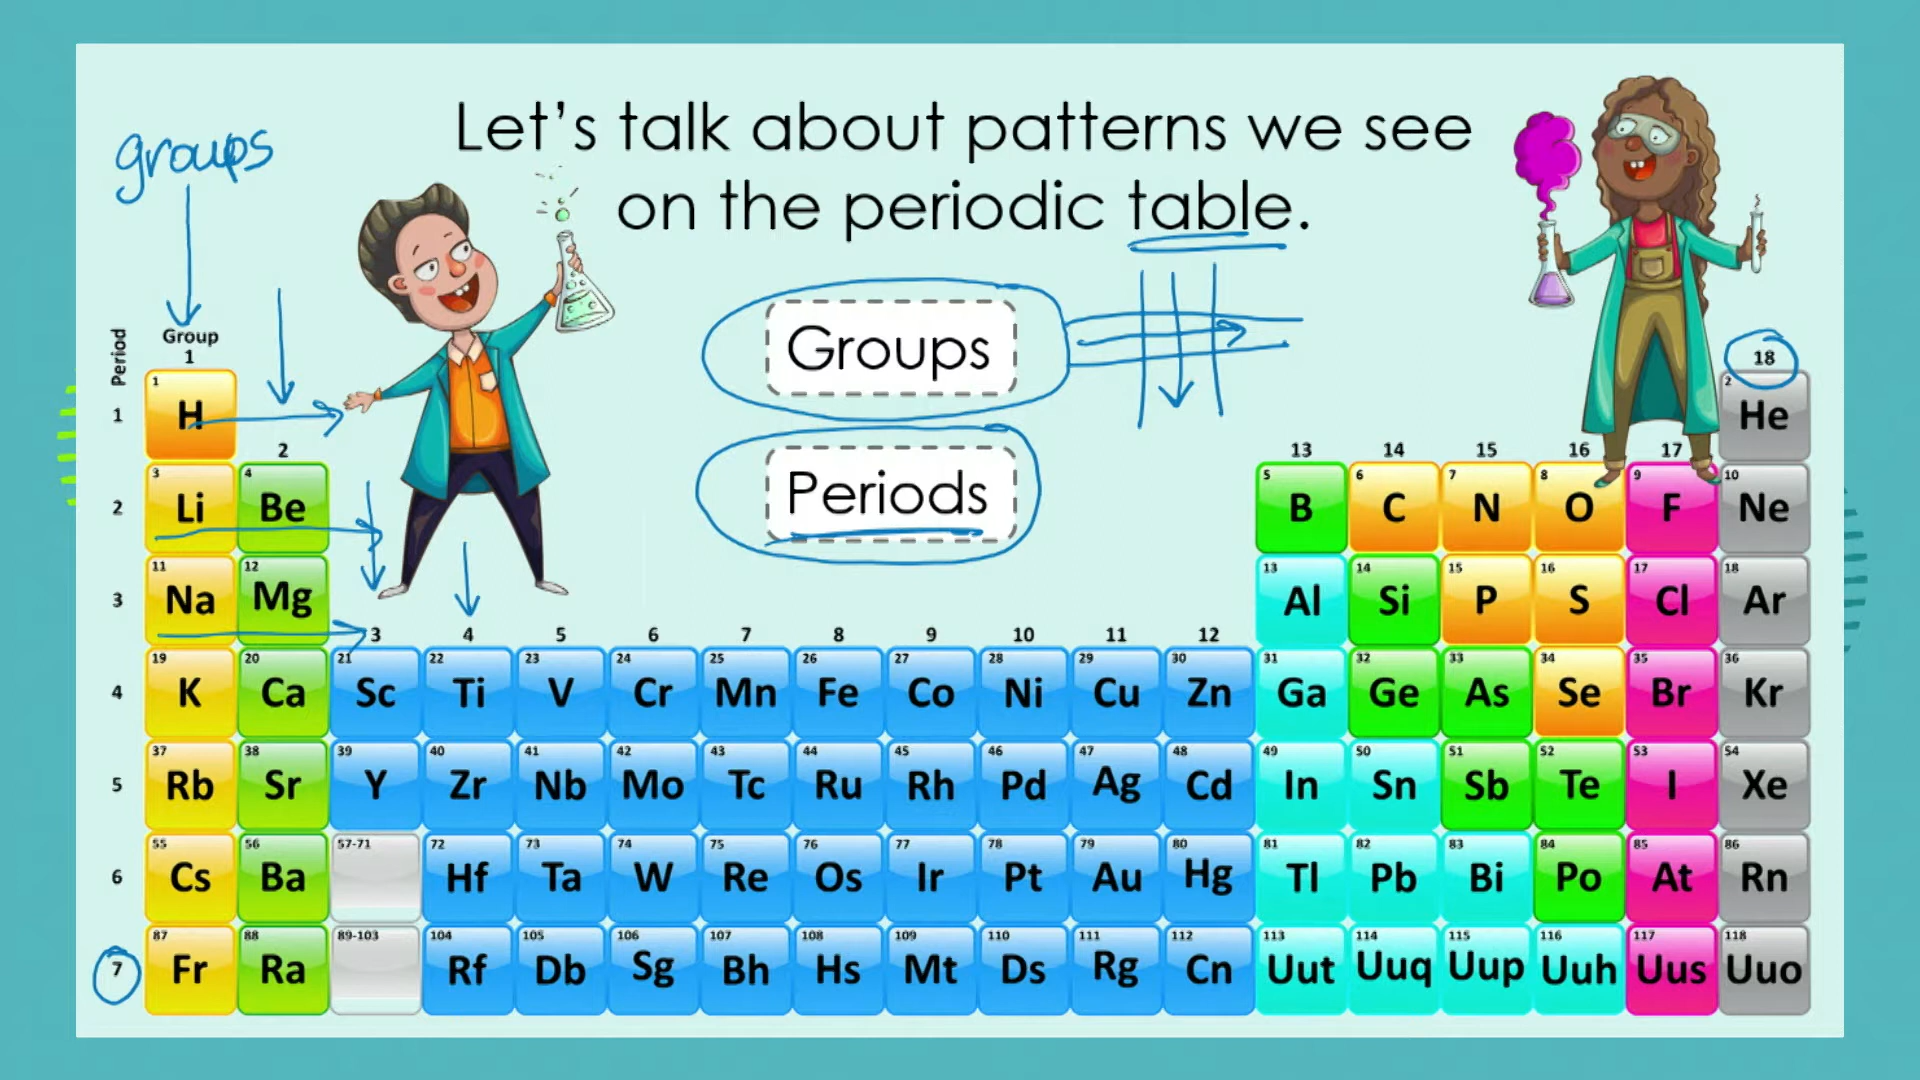 Let's talk about patterns we see
on the periodic table.
groups
Groups
Periods
Period
Group
1 18
1 1 H 2 He
2 13 14 15 16 17
2 3 Li 4 Be 5 B 6 C 7 N 8 O 9 F 10 Ne
3 11 Na 12 Mg 13 Al 14 Si 15 P 16 S 17 Cl 18 Ar
3 4 5 6 7 8 9 10 11 12
4 19 K 20 Ca 21 Sc 22 Ti 23 V 24 Cr 25 Mn 26 Fe 27 Co 28 Ni 29 Cu 30 Zn 31 Ga 32 Ge 33 As 34 Se 35 Br 36 Kr
5 37 Rb 38 Sr 39 Y 40 Zr 41 Nb 42 Mo 43 Tc 44 Ru 45 Rh 46 Pd 47 Ag 48 Cd 49 In 50 Sn 51 Sb 52 Te 53 I 54 Xe
6 55 Cs 56 Ba 57-71 72 Hf 73 Ta 74 W 75 Re 76 Os 77 Ir 78 Pt 79 Au 80 Hg 81 Tl 82 Pb 83 Bi 84 Po 85 At 86 Rn
7 87 Fr 88 Ra 89-103 104 Rf 105 Db 106 Sg 107 Bh 108 Hs 109 Mt 110 Ds 111 Rg 112 Cn 113 Uut 114 Uuq 115 Uup 116 Uuh 117 Uus 118 Uuo